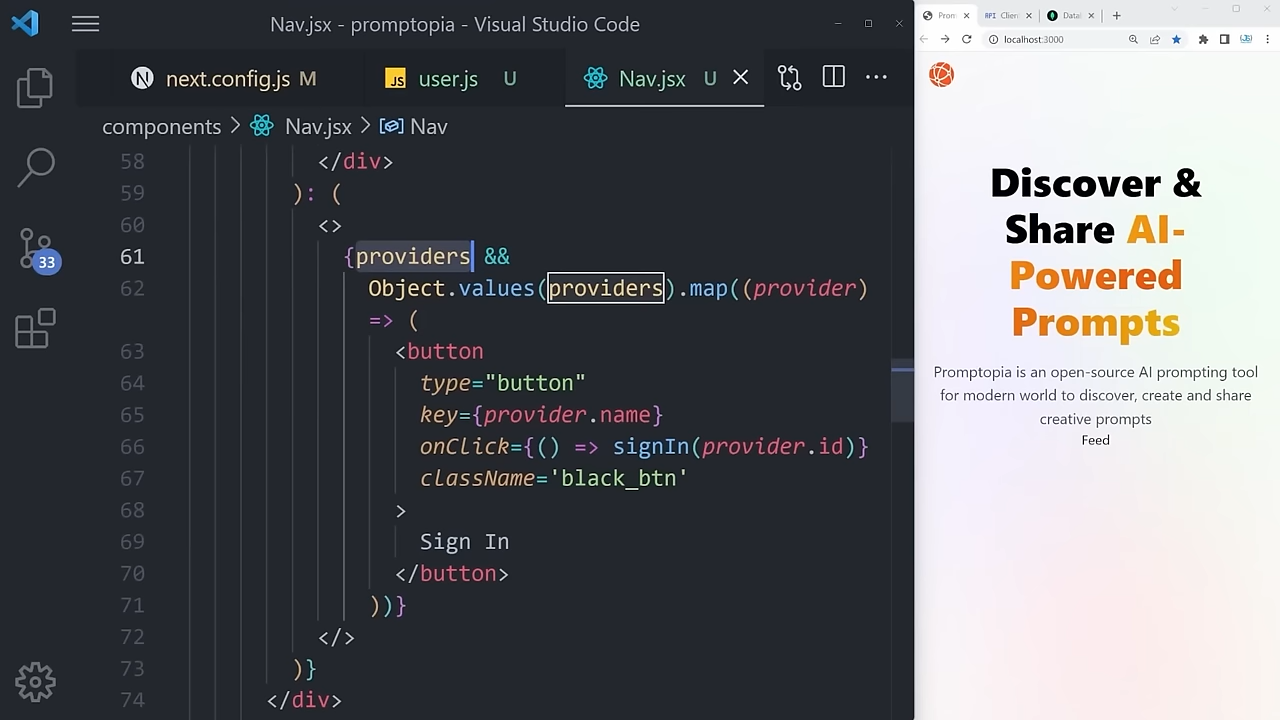 Nav.jsx - promptopia - Visual Studio Code
next.config.js M
JS user.js U
Nav.jsx U
components > Nav.jsx > Nav
58 </div>
59 ): (
60 <>
61 {providers &&
62 Object.values(providers).map((provider)
=> (
63 <button
64 type="button"
65 key={provider.name}
66 onClick={() => signIn(provider.id)}
67 className='black_btn'
68 >
69 Sign In
70 </button>
71 ))}
72 </>
73 )}
74 </div>
33
localhost:3000
Discover &
Share AI-
Powered
Prompts
Promptopia is an open-source AI prompting tool
for modern world to discover, create and share
creative prompts
Feed